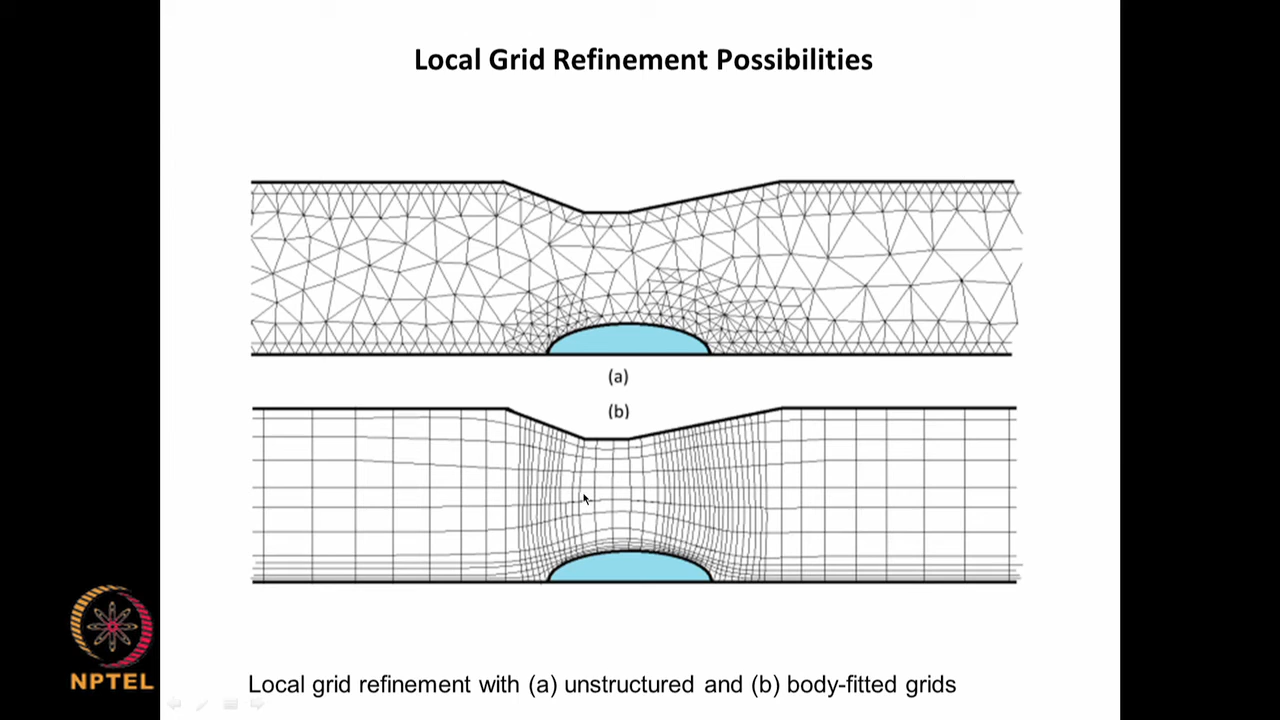 Local Grid Refinement Possibilities
(a)
(b)
NPTEL
Local grid refinement with (a) unstructured and (b) body-fitted grids